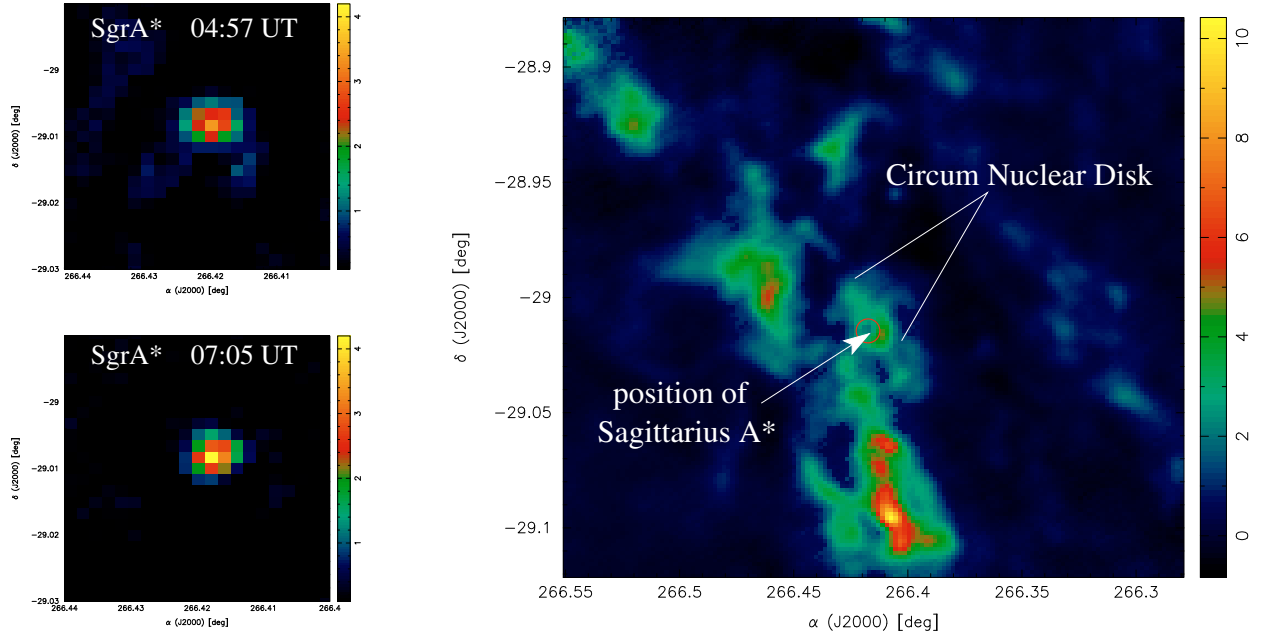 SgrA* 04:57 UT
−29
−29.01
−29.02
−29.03
δ (J2000) [deg]
266.44 266.43 266.42 266.41
α (J2000) [deg]
4
3
2
1
SgrA* 07:05 UT
−29
−29.01
−29.02
−29.03
δ (J2000) [deg]
266.44 266.43 266.42 266.41 266.4
α (J2000) [deg]
4
3
2
1
Circum Nuclear Disk
position of
Sagittarius A*
−28.9
−28.95
−29
−29.05
−29.1
δ (J2000) [deg]
266.55 266.5 266.45 266.4 266.35 266.3
α (J2000) [deg]
10
8
6
4
2
0